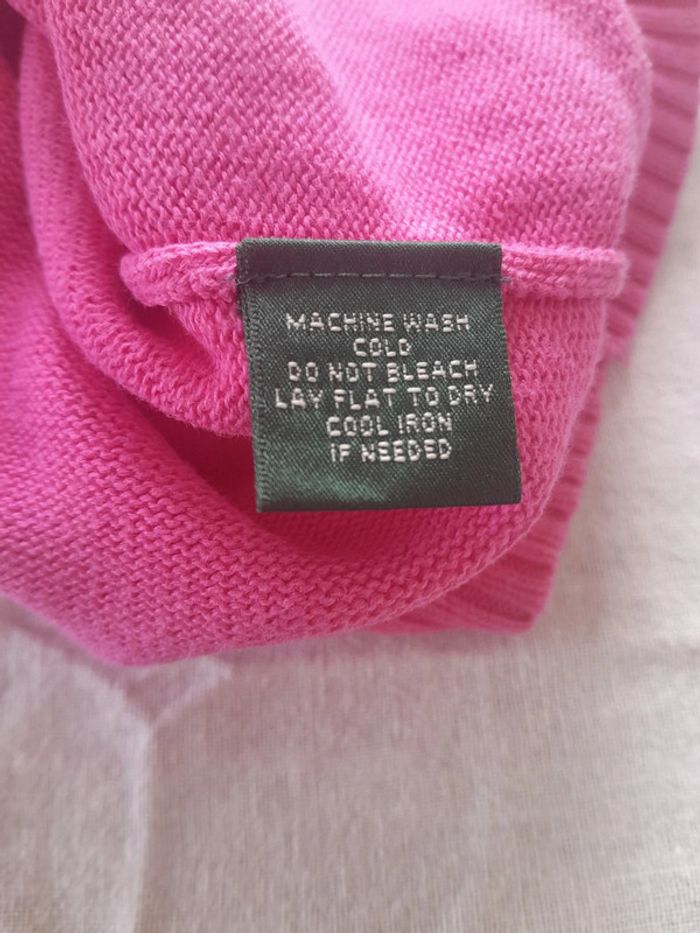 MACHINE WASH
COLD
DO NOT BLEACH
LAY FLAT TO DRY
COOL IRON
IF NEEDED